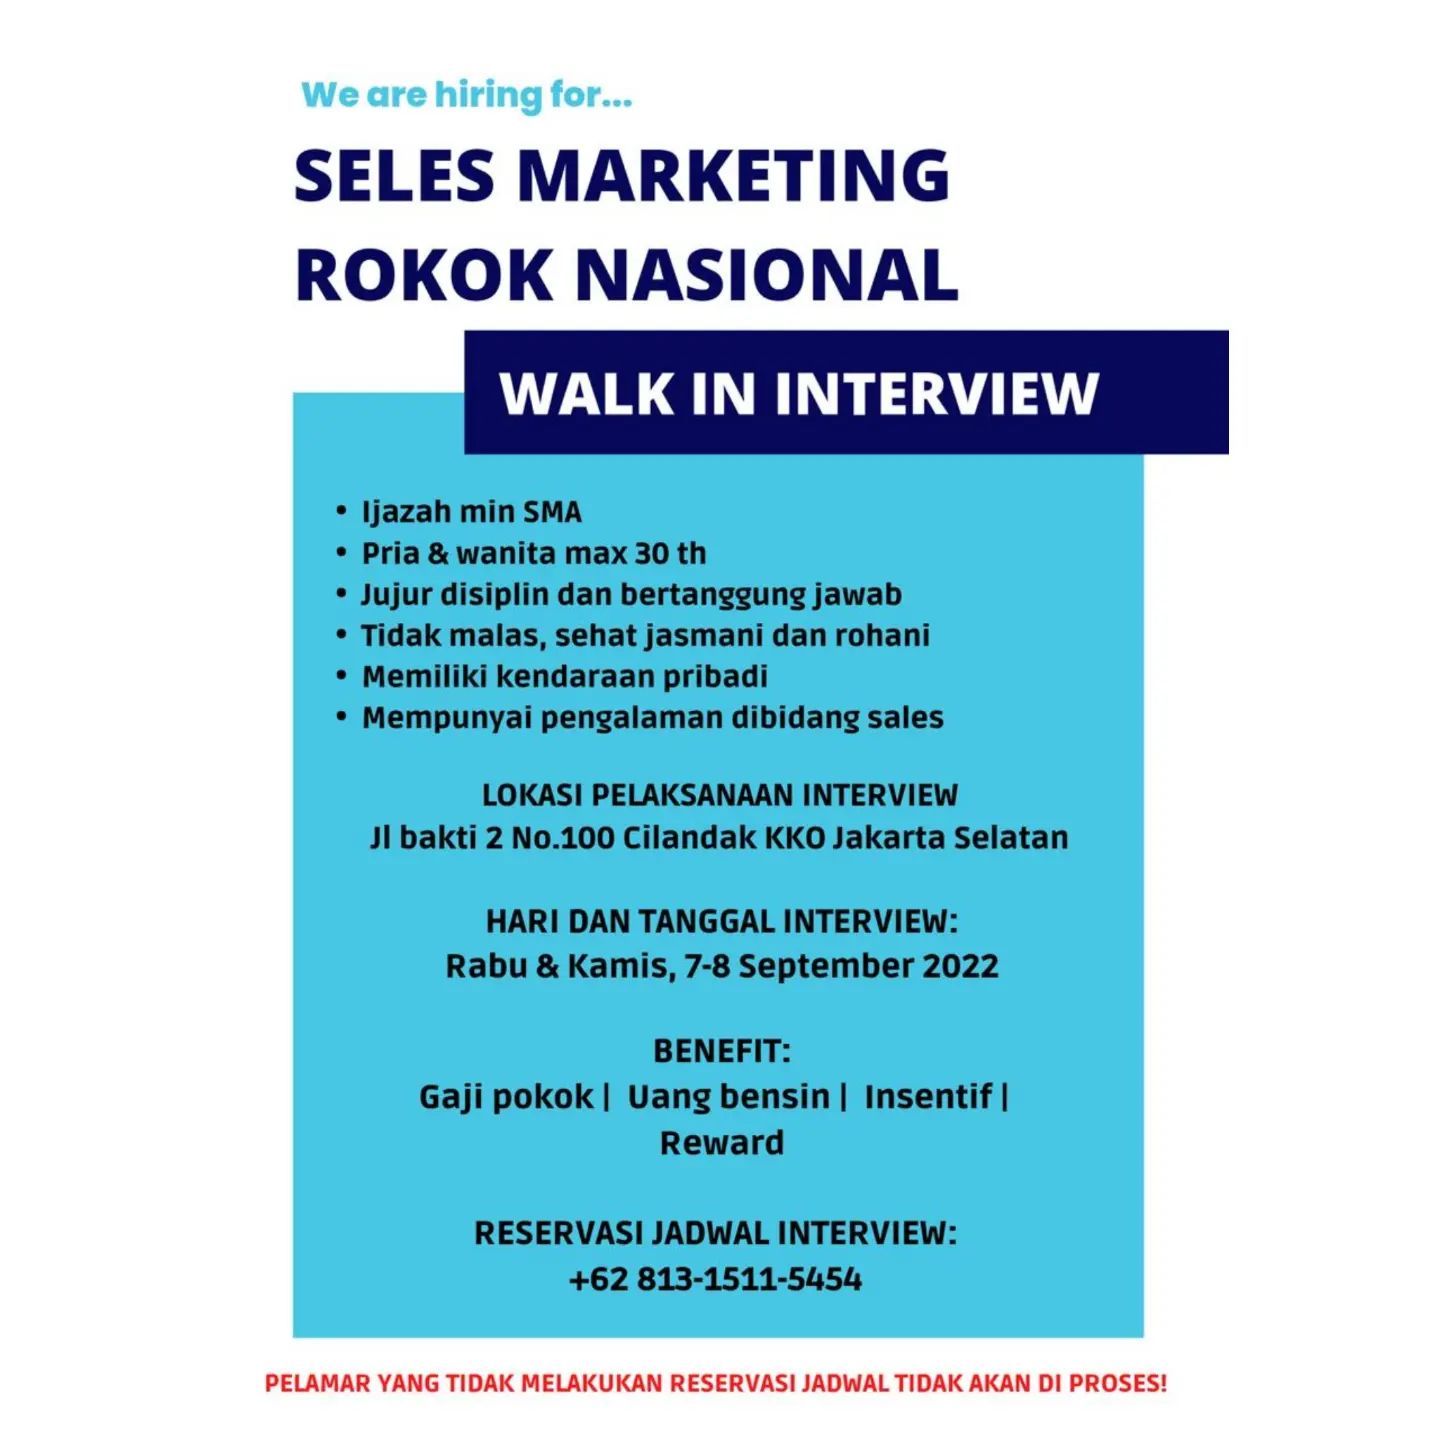 We are hiring for...
SELES MARKETING
ROKOK NASIONAL
WALK IN INTERVIEW
• Ijazah min SMA
• Pria & wanita max 30 th
• Jujur disiplin dan bertanggung jawab
• Tidak malas, sehat jasmani dan rohani
• Memiliki kendaraan pribadi
• Mempunyai pengalaman dibidang sales
LOKASI PELAKSANAAN INTERVIEW
Jl bakti 2 No.100 Cilandak KKO Jakarta Selatan
HARI DAN TANGGAL INTERVIEW:
Rabu & Kamis, 7-8 September 2022
BENEFIT:
Gaji pokok | Uang bensin | Insentif |
Reward
RESERVASI JADWAL INTERVIEW:
+62 813-1511-5454
PELAMAR YANG TIDAK MELAKUKAN RESERVASI JADWAL TIDAK AKAN DI PROSES!